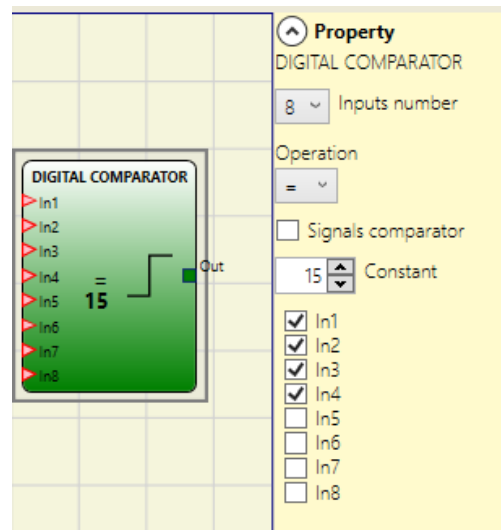 DIGITAL COMPARATOR
In1
In2
In3
In4
In5
In6
In7
In8
=
15
Out
Property
DIGITAL COMPARATOR
8 Inputs number
Operation
=
Signals comparator
15 Constant
In1
In2
In3
In4
In5
In6
In7
In8